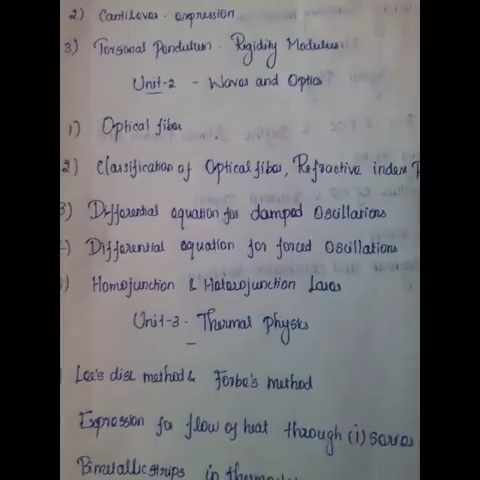 2) Cantilever - expression
3) Torsional Pendulum - Rigidity Modulus
Unit-2 - Waves and Optics
1) Optical fiber
2) Classification of Optical fiber, Refractive index
3) Differential equation for damped Oscillations
Differential equation for forced Oscillations
Homojunction & Heterojunction Laser
Unit-3 - Thermal physics
Lee's disc method & Forbe's method
Expression for flow of heat through (i) series
Bimetallic strips in